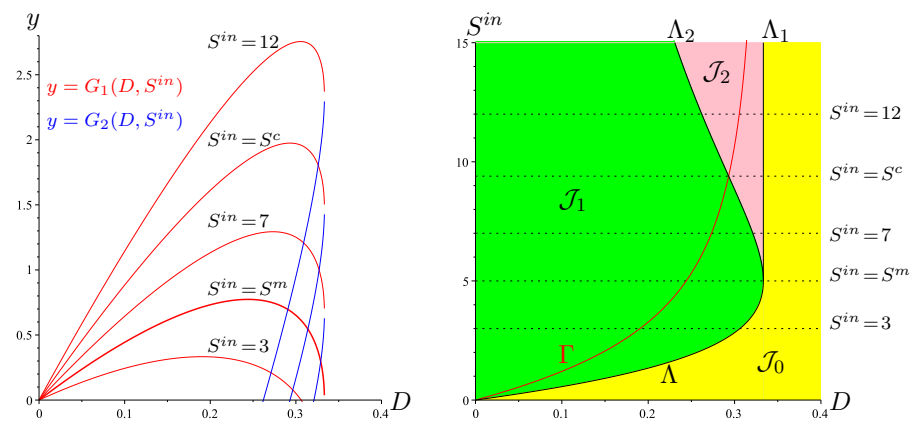 y
S^{in}=12
y = G_1(D, S^{in})
y = G_2(D, S^{in})
S^{in}=S^c
S^{in}=7
S^{in}=S^m
S^{in}=3
2.5
2
1.5
1
0.5
0
0 0.1 0.2 0.3 0.4 D
S^{in}
Λ_2 Λ_1
15
10
5
0
J_2
J_1
J_0
Γ
Λ
S^{in}=12
S^{in}=S^c
S^{in}=7
S^{in}=S^m
S^{in}=3
0 0.1 0.2 0.3 0.4 D